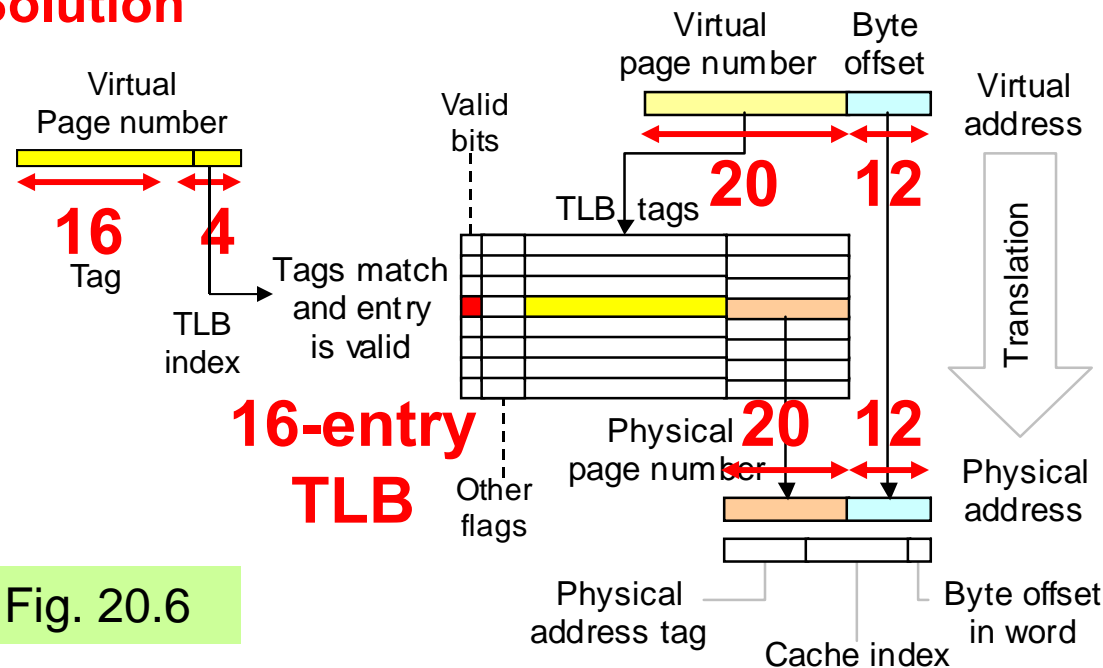 Solution
Virtual
page number
Byte
offset
Virtual
address
Virtual
Page number
Valid
bits
20
12
16
4
Tag
TLB tags
Tags match
and entry
is valid
TLB
index
Translation
16-entry
TLB
Other
flags
Physical
page number
20
12
Physical
address
Fig. 20.6
Physical
address tag
Cache index
Byte offset
in word